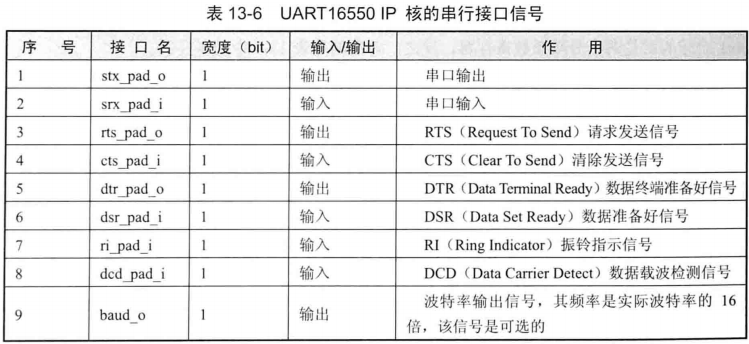 表 13-6 UART16550 IP 核的串行接口信号
序 号 接 口 名 宽度（bit） 输入/输出 作 用
1 stx_pad_o 1 输出 串口输出
2 srx_pad_i 1 输入 串口输入
3 rts_pad_o 1 输出 RTS（Request To Send）请求发送信号
4 cts_pad_i 1 输入 CTS（Clear To Send）清除发送信号
5 dtr_pad_o 1 输出 DTR（Data Terminal Ready）数据终端准备好信号
6 dsr_pad_i 1 输入 DSR（Data Set Ready）数据准备好信号
7 ri_pad_i 1 输入 RI（Ring Indicator）振铃指示信号
8 dcd_pad_i 1 输入 DCD（Data Carrier Detect）数据载波检测信号
9 baud_o 1 输出 波特率输出信号，其频率是实际波特率的 16
倍，该信号是可选的